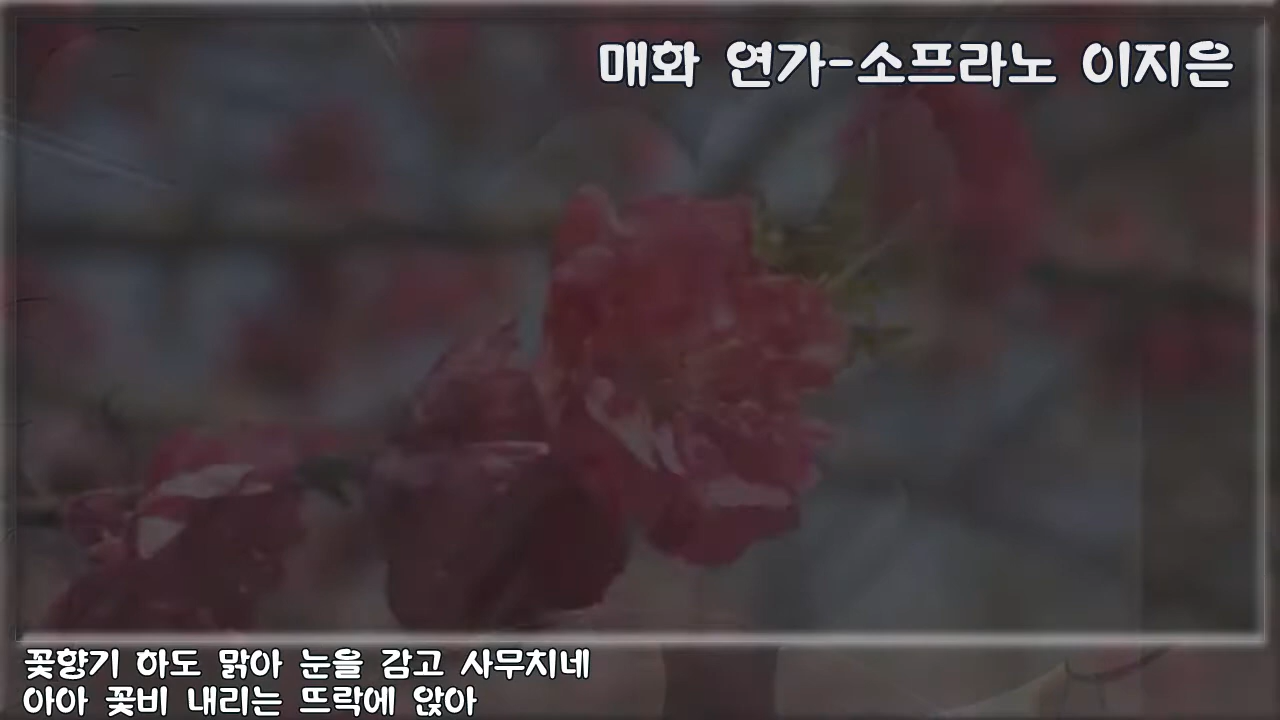 매화 연가-소프라노 이지은
꽃향기 하도 맑아 눈을 감고 사무치네
아아 꽃비 내리는 뜨락에 앉아